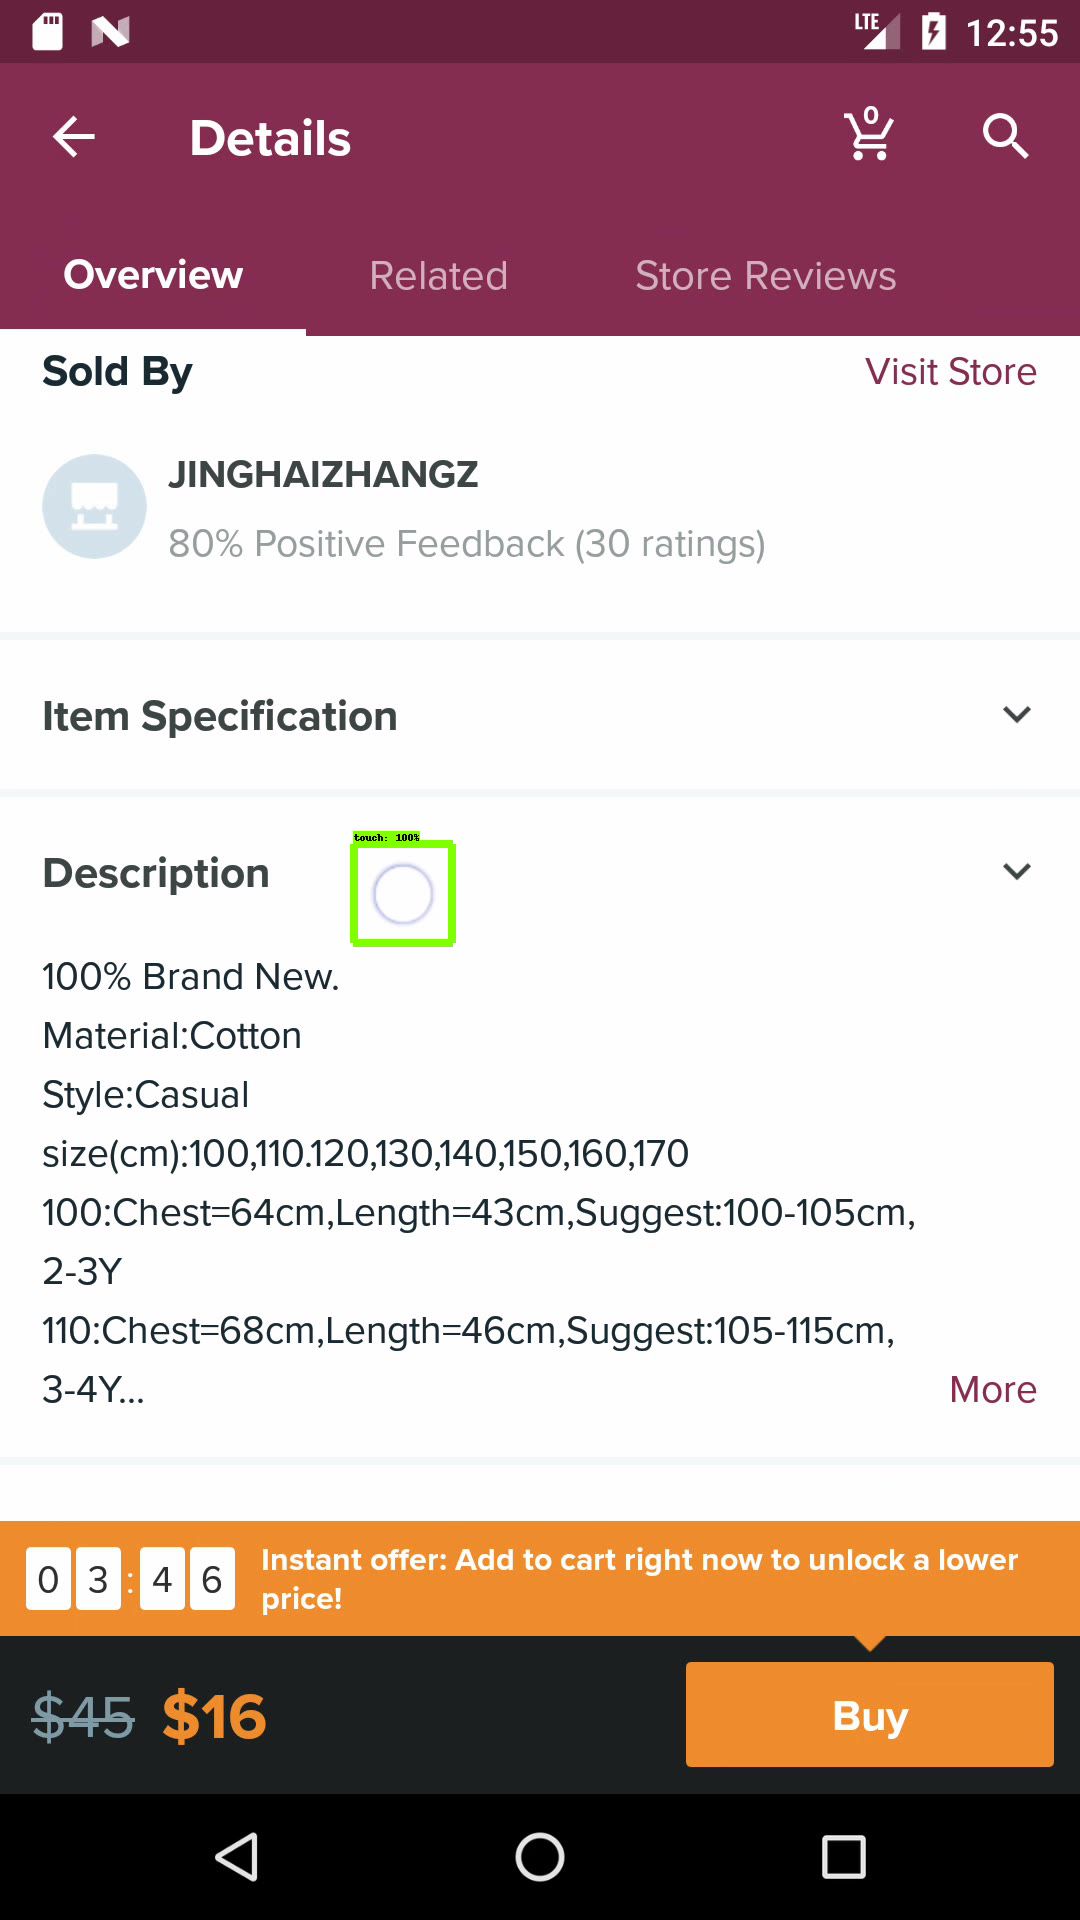 LTE 12:55
Details 0
Overview Related Store Reviews
Sold By Visit Store
JINGHAIZHANGZ
80% Positive Feedback (30 ratings)
Item Specification
touch: 100%
Description
100% Brand New.
Material:Cotton
Style:Casual
size(cm):100,110.120,130,140,150,160,170
100:Chest=64cm,Length=43cm,Suggest:100-105cm,
2-3Y
110:Chest=68cm,Length=46cm,Suggest:105-115cm,
3-4Y... More
03:46 Instant offer: Add to cart right now to unlock a lower
price!
$45 $16 Buy